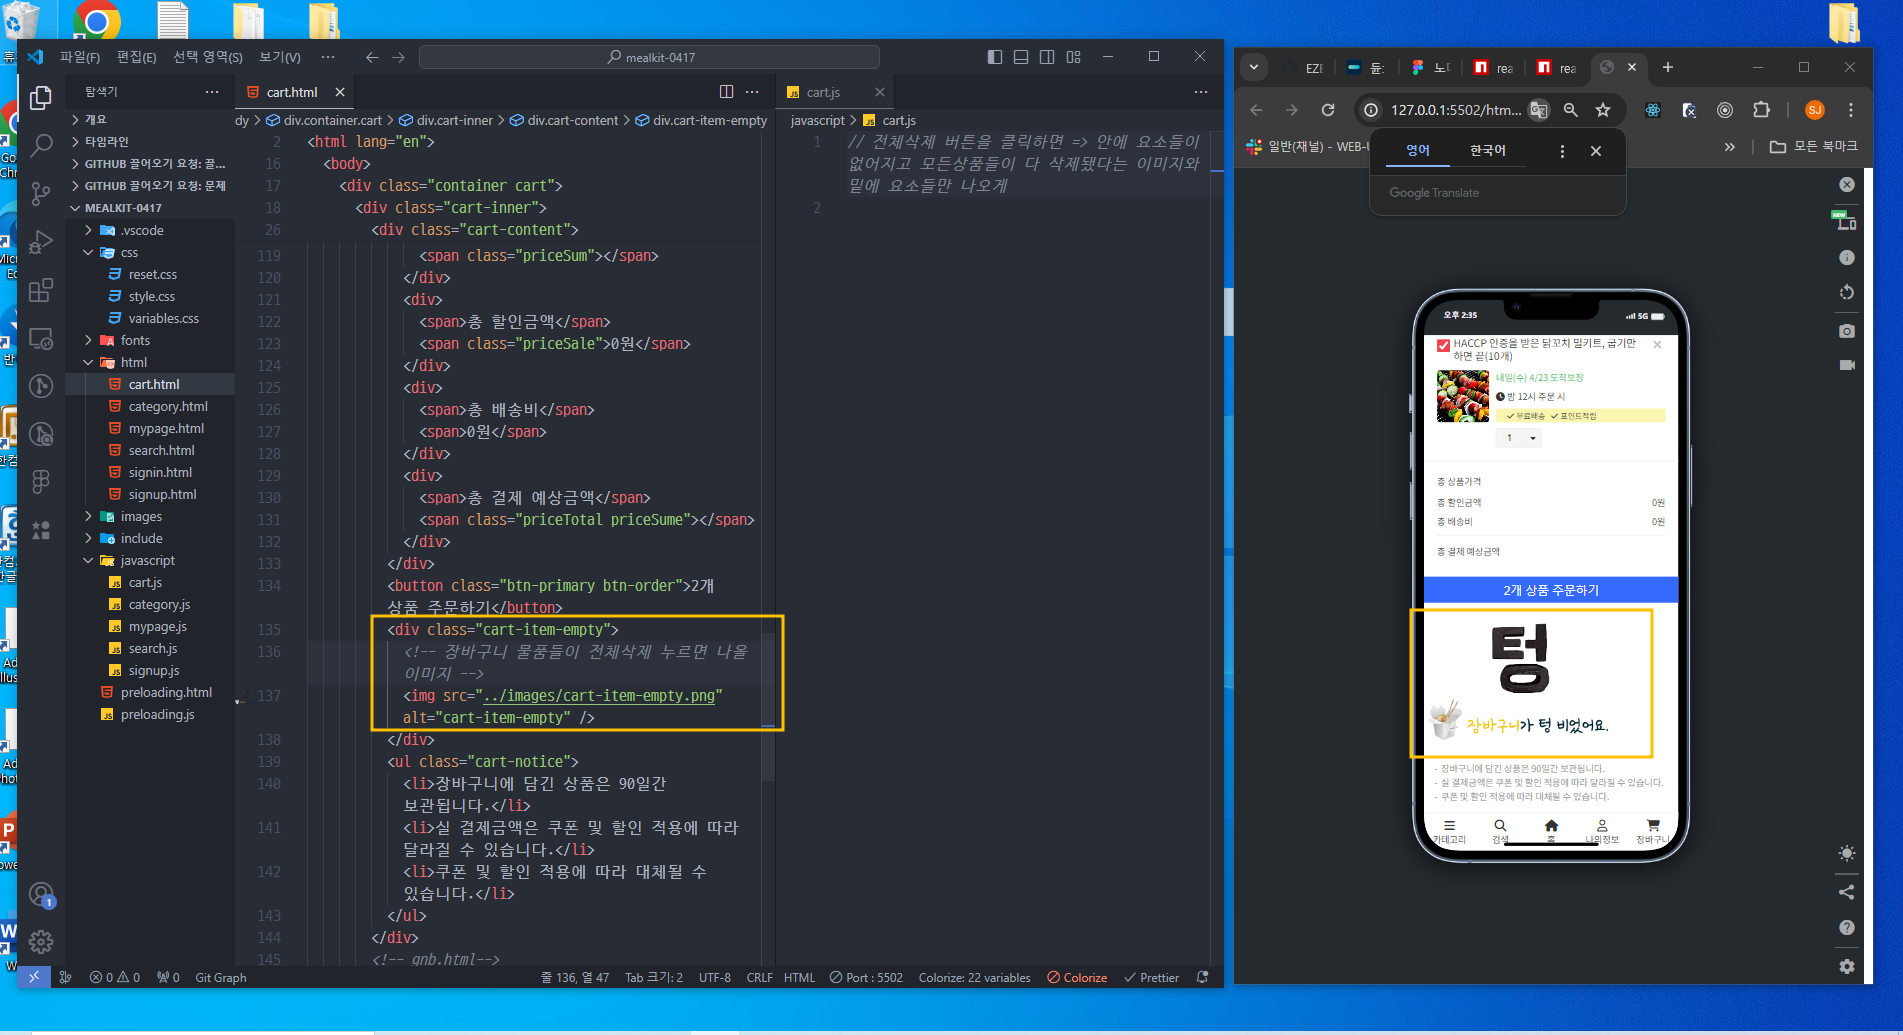 파일(F) 편집(E) 선택 영역(S) 보기(V) ··· mealkit-0417
탐색기 ···
개요
타임라인
GITHUB 끌어오기 요청: 끌...
GITHUB 끌어오기 요청: 문제
MEALKIT-0417
.vscode
css
reset.css
style.css
variables.css
fonts
html
cart.html
category.html
mypage.html
search.html
signin.html
signup.html
images
include
javascript
cart.js
category.js
mypage.js
search.js
signup.js
preloading.html
preloading.js
cart.html
dy > div.container.cart > div.cart-inner > div.cart-content > div.cart-item-empty
2 <html lang="en">
16 <body>
17 <div class="container cart">
18 <div class="cart-inner">
26 <div class="cart-content">
119 <span class="priceSum"></span>
120 </div>
121 <div>
122 <span>총 할인금액</span>
123 <span class="priceSale">0원</span>
124 </div>
125 <div>
126 <span>총 배송비</span>
127 <span>0원</span>
128 </div>
129 <div>
130 <span>총 결제 예상금액</span>
131 <span class="priceTotal priceSume"></span>
132 </div>
133 </div>
134 <button class="btn-primary btn-order">2개
상품 주문하기</button>
135 <div class="cart-item-empty">
136 <!-- 장바구니 물품들이 전체삭제 누르면 나올
이미지 -->
137 <img src="../images/cart-item-empty.png"
alt="cart-item-empty" />
138 </div>
139 <ul class="cart-notice">
140 <li>장바구니에 담긴 상품은 90일간
보관됩니다.</li>
141 <li>실 결제금액은 쿠폰 및 할인 적용에 따라
달라질 수 있습니다.</li>
142 <li>쿠폰 및 할인 적용에 따라 대체될 수
있습니다.</li>
143 </ul>
144 </div>
145 <!-- gnb.html-->
cart.js
javascript > cart.js
1 // 전체삭제 버튼을 클릭하면 => 안에 요소들이
없어지고 모든상품들이 다 삭제됐다는 이미지와
밑에 요소들만 나오게
2
0 0 0 Git Graph 줄 136, 열 47 Tab 크기: 2 UTF-8 CRLF HTML Port : 5502 Colorize: 22 variables Colorize Prettier
EZE 듄: rea rea
127.0.0.1:5502/htm... SJ
일반(채널) - WEB-U » 모든 북마크
영어 한국어
Google Translate
NEW
오후 2:35 5G
HACCP 인증을 받은 닭꼬치 밀키트, 굽기만
하면 끝(10개)
내일(수) 4/23 도착보장
밤 12시 주문 시
무료배송 포인트적립
1
총 상품가격
총 할인금액 0원
총 배송비 0원
총 결제 예상금액
2개 상품 주문하기
텅
장바구니가 텅 비었어요.
- 장바구니에 담긴 상품은 90일간 보관됩니다.
- 실 결제금액은 쿠폰 및 할인 적용에 따라 달라질 수 있습니다.
- 쿠폰 및 할인 적용에 따라 대체될 수 있습니다.
카테고리 검색 홈 나의정보 장바구니